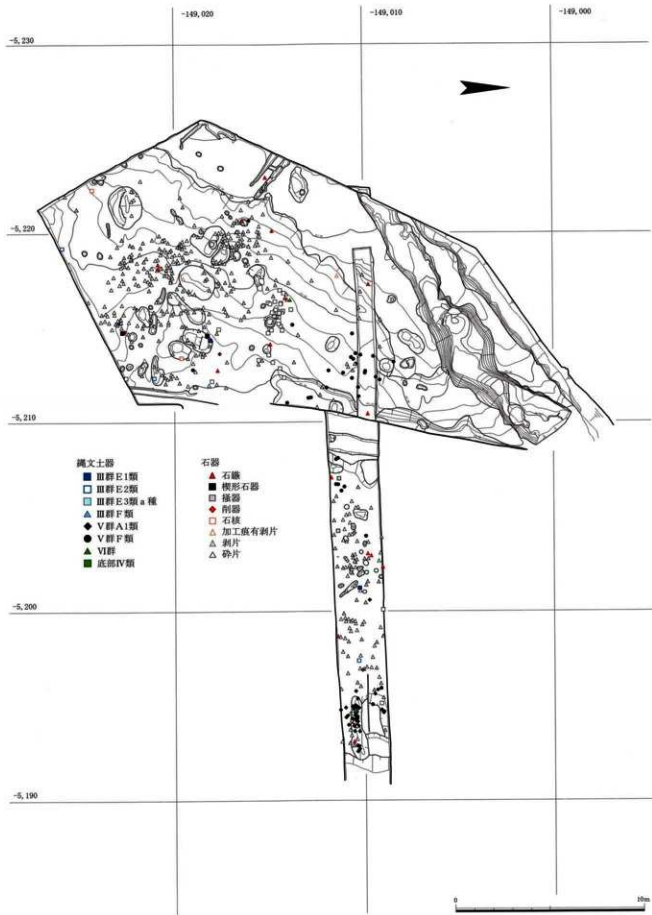 -149,020
-149,010
-149,000
-5,230
-5,220
-5,210
-5,200
-5,190
縄文土器
Ⅲ群E1類
Ⅲ群E2類
Ⅲ群E3類a種
Ⅲ群F類
Ⅴ群A1類
Ⅴ群F類
Ⅵ群
底部Ⅳ類
石器
石鏃
楔形石器
掻器
削器
石核
加工痕有剥片
剥片
砕片
0
10m